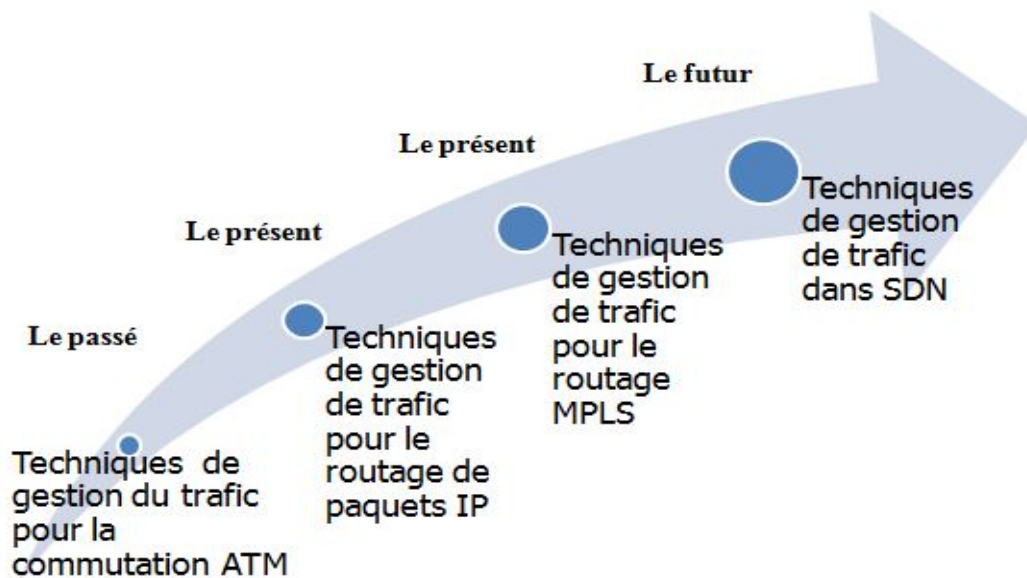 Le passé
Techniques de
gestion du trafic
pour la
commutation ATM
Le présent
Techniques
de gestion
de trafic
pour le
routage de
paquets IP
Le présent
Techniques
de gestion
de trafic
pour le
routage
MPLS
Le futur
Techniques
de gestion
de trafic
dans SDN